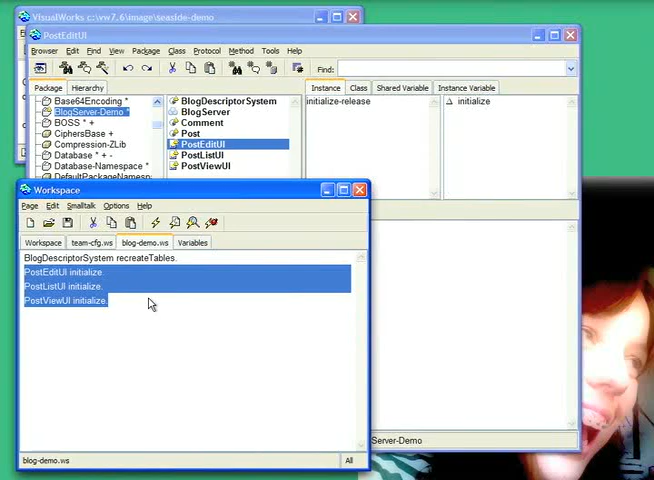 VisualWorks c:\vw7.6\image\seaside-demo
PostEditUI
Browser Edit Find View Package Class Protocol Method Tools Help
Find:
Package Hierarchy
Instance Class Shared Variable Instance Variable
Base64Encoding *
BlogServer-Demo *
BOSS * +
CiphersBase +
Compression-ZLib
Database * + -
Database-Namespace *
DefaultPackageNamesp
BlogDescriptorSystem
BlogServer
Comment
Post
PostEditUI
PostListUI
PostViewUI
initialize-release
initialize
Workspace
Page Edit Smalltalk Options Help
Workspace team-cfg.ws blog-demo.ws Variables
BlogDescriptorSystem recreateTables.
PostEditUI initialize.
PostListUI initialize.
PostViewUI initialize.
Server-Demo
blog-demo.ws All